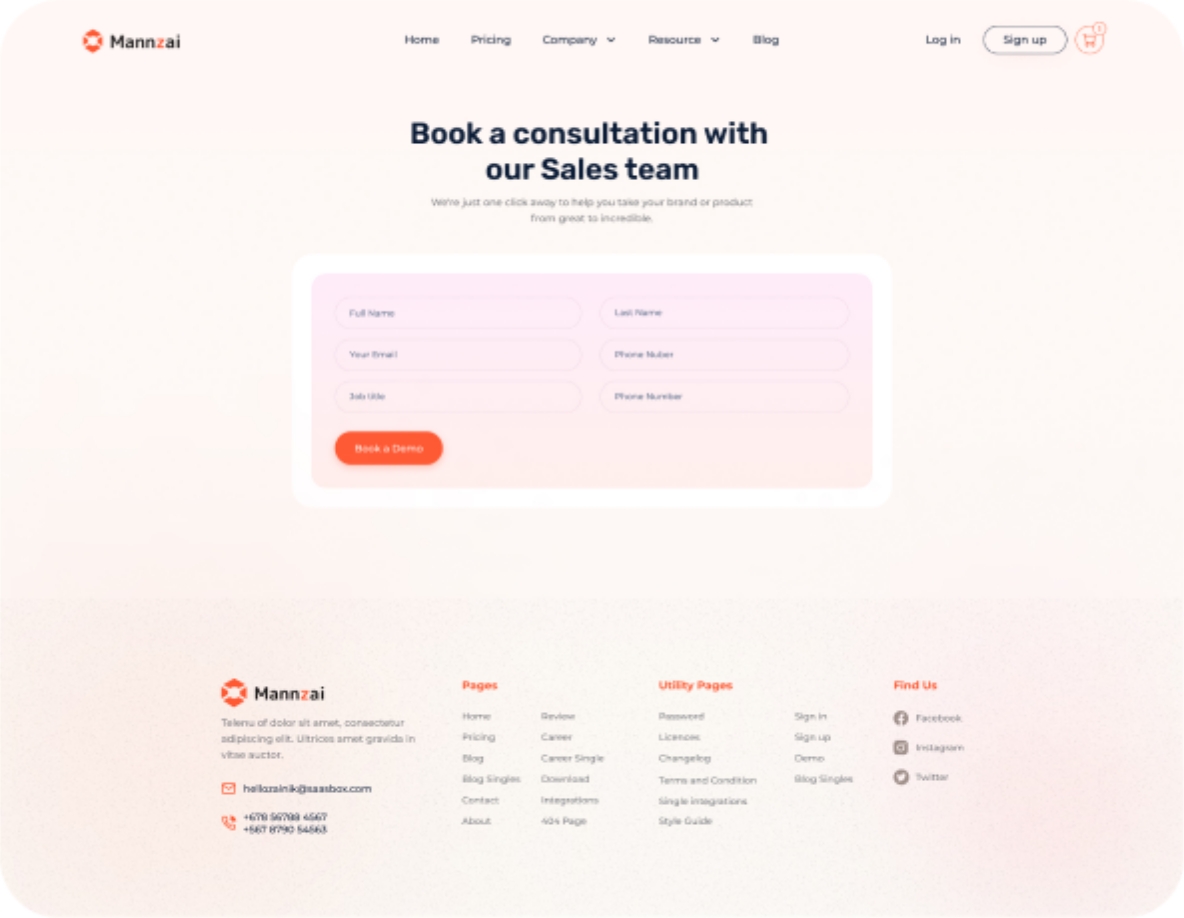 Mannzai
Home Pricing Company Resource Blog
Log in Sign up
Book a consultation with
our Sales team
We're just one click away to help you take your brand or product
from great to incredible.
Full Name Last Name
Your Email Phone Nuber
Job title Phone Number
Book a Demo
Mannzai
Telenu of dolor sit amet, consectetur
adipiscing elit. Ultrices amet gravida in
vitae auctor.
hellozainik@saasbox.com
+678 56788 4567
+567 8790 54563
Pages
Home Review
Pricing Career
Blog Career Single
Blog Singles Download
Contact Integrations
About 404 Page
Utility Pages
Password Sign in
Licences Sign up
Changelog Demo
Terms and Condition Blog Singles
Single integrations
Style Guide
Find Us
Facebook
Instagram
Twitter